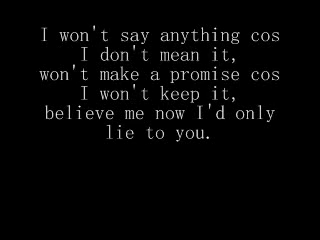 I won't say anything cos
I don't mean it,
won't make a promise cos
I won't keep it,
believe me now I'd only
lie to you.